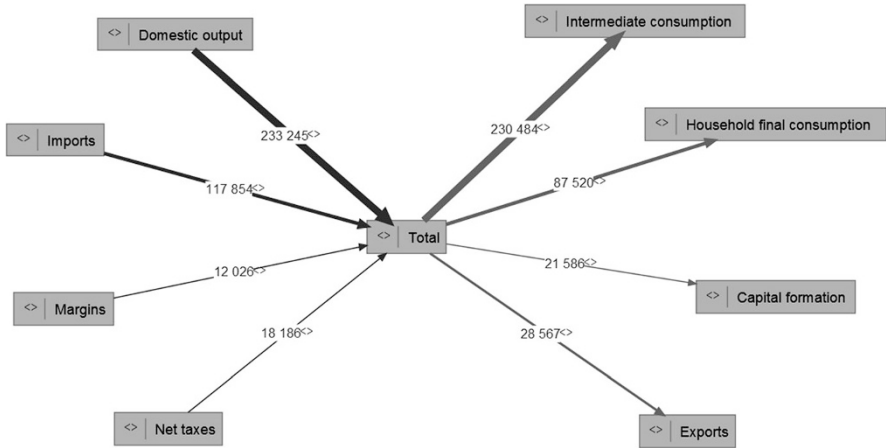 <> Intermediate consumption
<> Domestic output
<> Household final consumption
233 245<>
230 484<>
<> Imports
87 520<>
117 854<>
<> Total
21 586<>
12 026<>
<> Capital formation
<> Margins
18 186<>
28 567<>
<> Net taxes
<> Exports